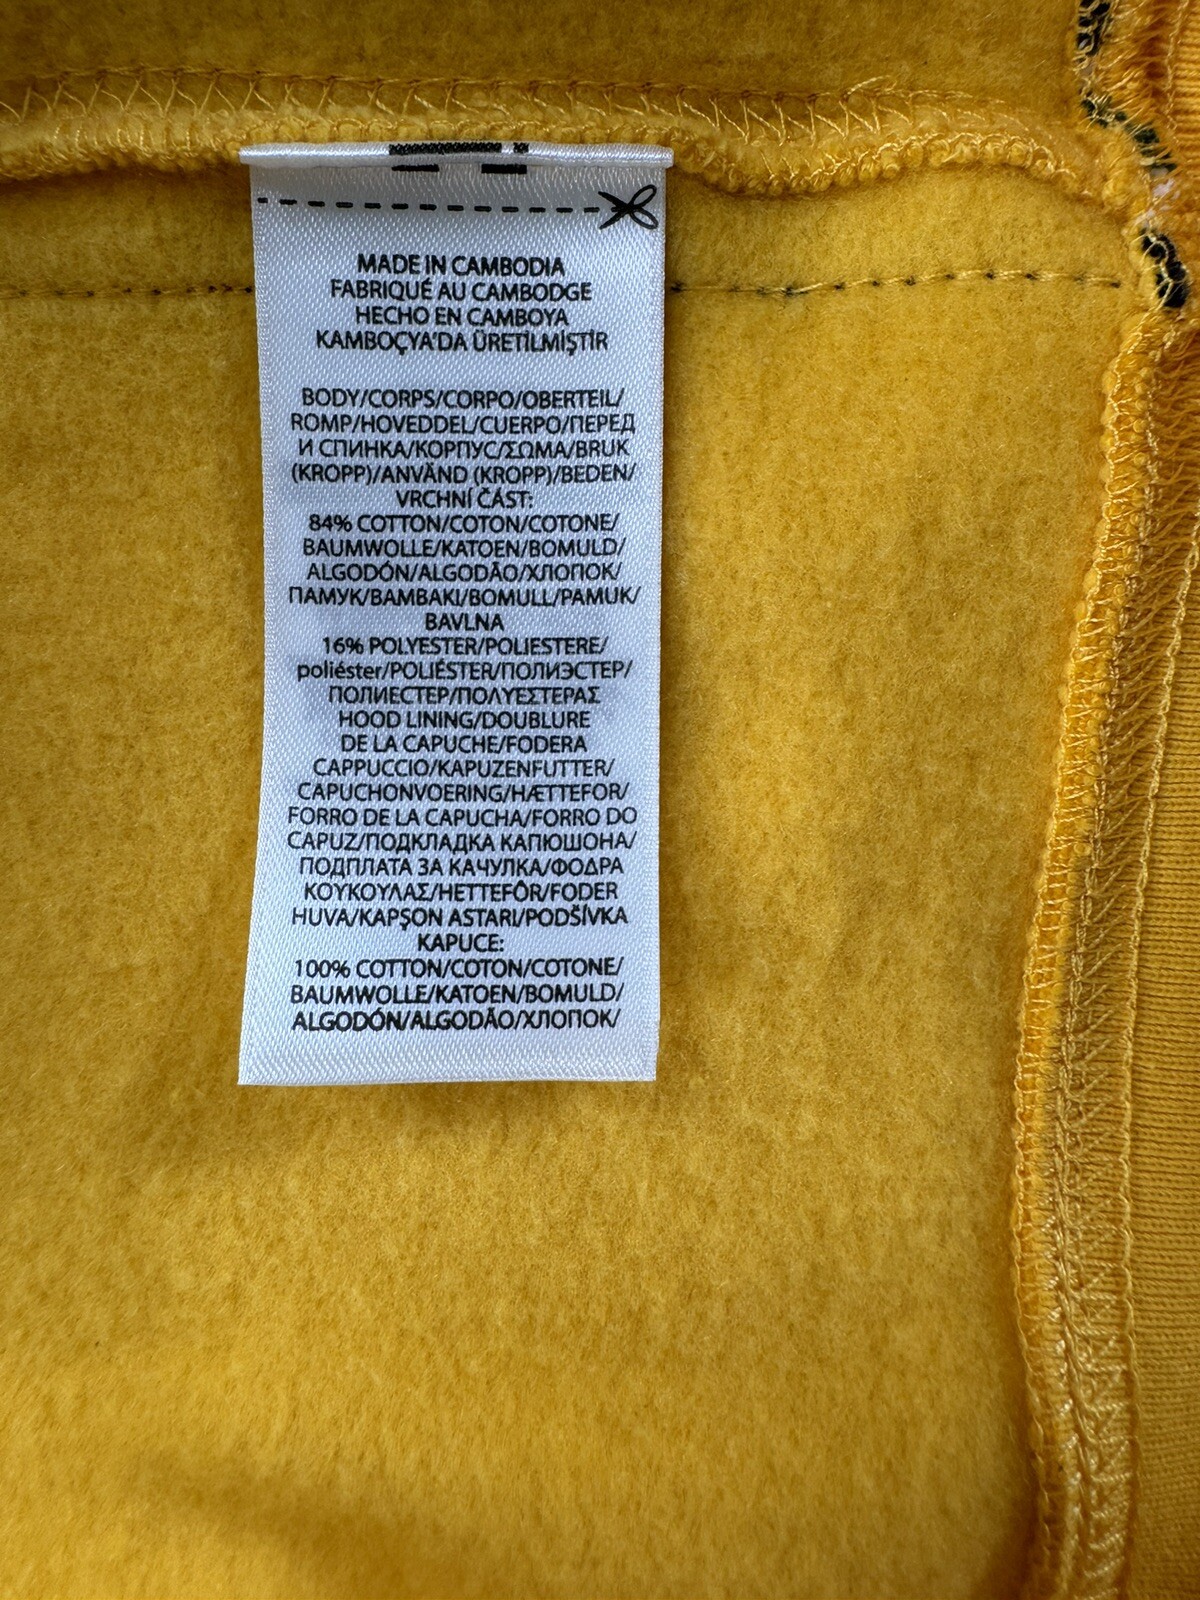 MADE IN CAMBODIA
FABRIQUÉ AU CAMBODGE
HECHO EN CAMBOYA
KAMBOÇYA'DA ÜRETİLMİŞTİR
BODY/CORPS/CORPO/OBERTEIL/
ROMP/HOVEDDEL/CUERPO/ПЕРЕД
И СПИНКА/КОРПУС/ΣΩΜΑ/BRUK
(KROPP)/ANVÄND (KROPP)/BEDEN/
VRCHNÍ ČÁST:
84% COTTON/COTON/COTONE/
BAUMWOLLE/KATOEN/BOMULD/
ALGODÓN/ALGODÃO/ХЛОПОК/
ПАМУК/BAMBAKI/BOMULL/PAMUK/
BAVLNA
16% POLYESTER/POLIESTERE/
poliéster/POLIÉSTER/ПОЛИЭСТЕР/
ПОЛИЕСТЕР/ΠΟΛΥΕΣΤΕΡΑΣ
HOOD LINING/DOUBLURE
DE LA CAPUCHE/FODERA
CAPPUCCIO/KAPUZENFUTTER/
CAPUCHONVOERING/HÆTTEFOR/
FORRO DE LA CAPUCHA/FORRO DO
CAPUZ/ПОДКЛАДКА КАПЮШОНА/
ПОДПЛАТА ЗА КАЧУЛКА/ΦΟΔΡΑ
ΚΟΥΚΟΥΛΑΣ/HETTEFÔR/FODER
HUVA/KAPŞON ASTARI/PODŠÍVKA
KAPUCE:
100% COTTON/COTON/COTONE/
BAUMWOLLE/KATOEN/BOMULD/
ALGODÓN/ALGODÃO/ХЛОПОК/